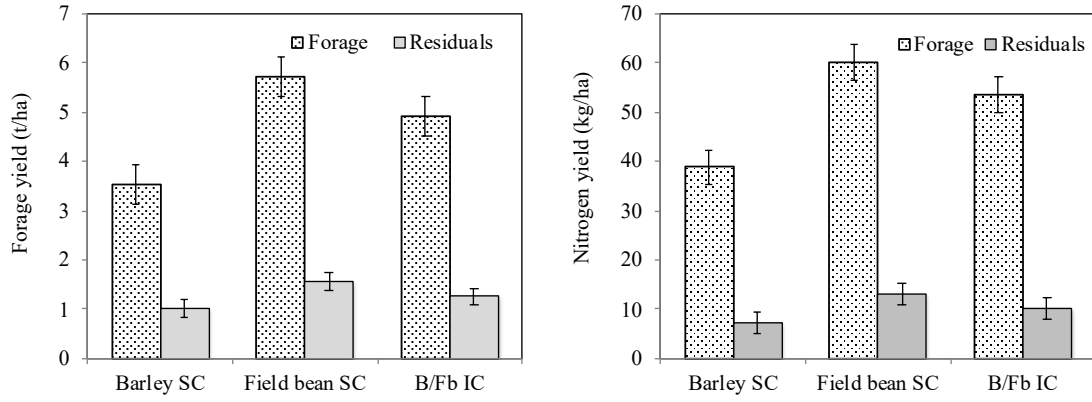 Forage yield (t/ha)
7
6
5
4
3
2
1
0
Forage Residuals
Barley SC Field bean SC B/Fb IC
Nitrogen yield (kg/ha)
70
60
50
40
30
20
10
0
Forage Residuals
Barley SC Field bean SC B/Fb IC